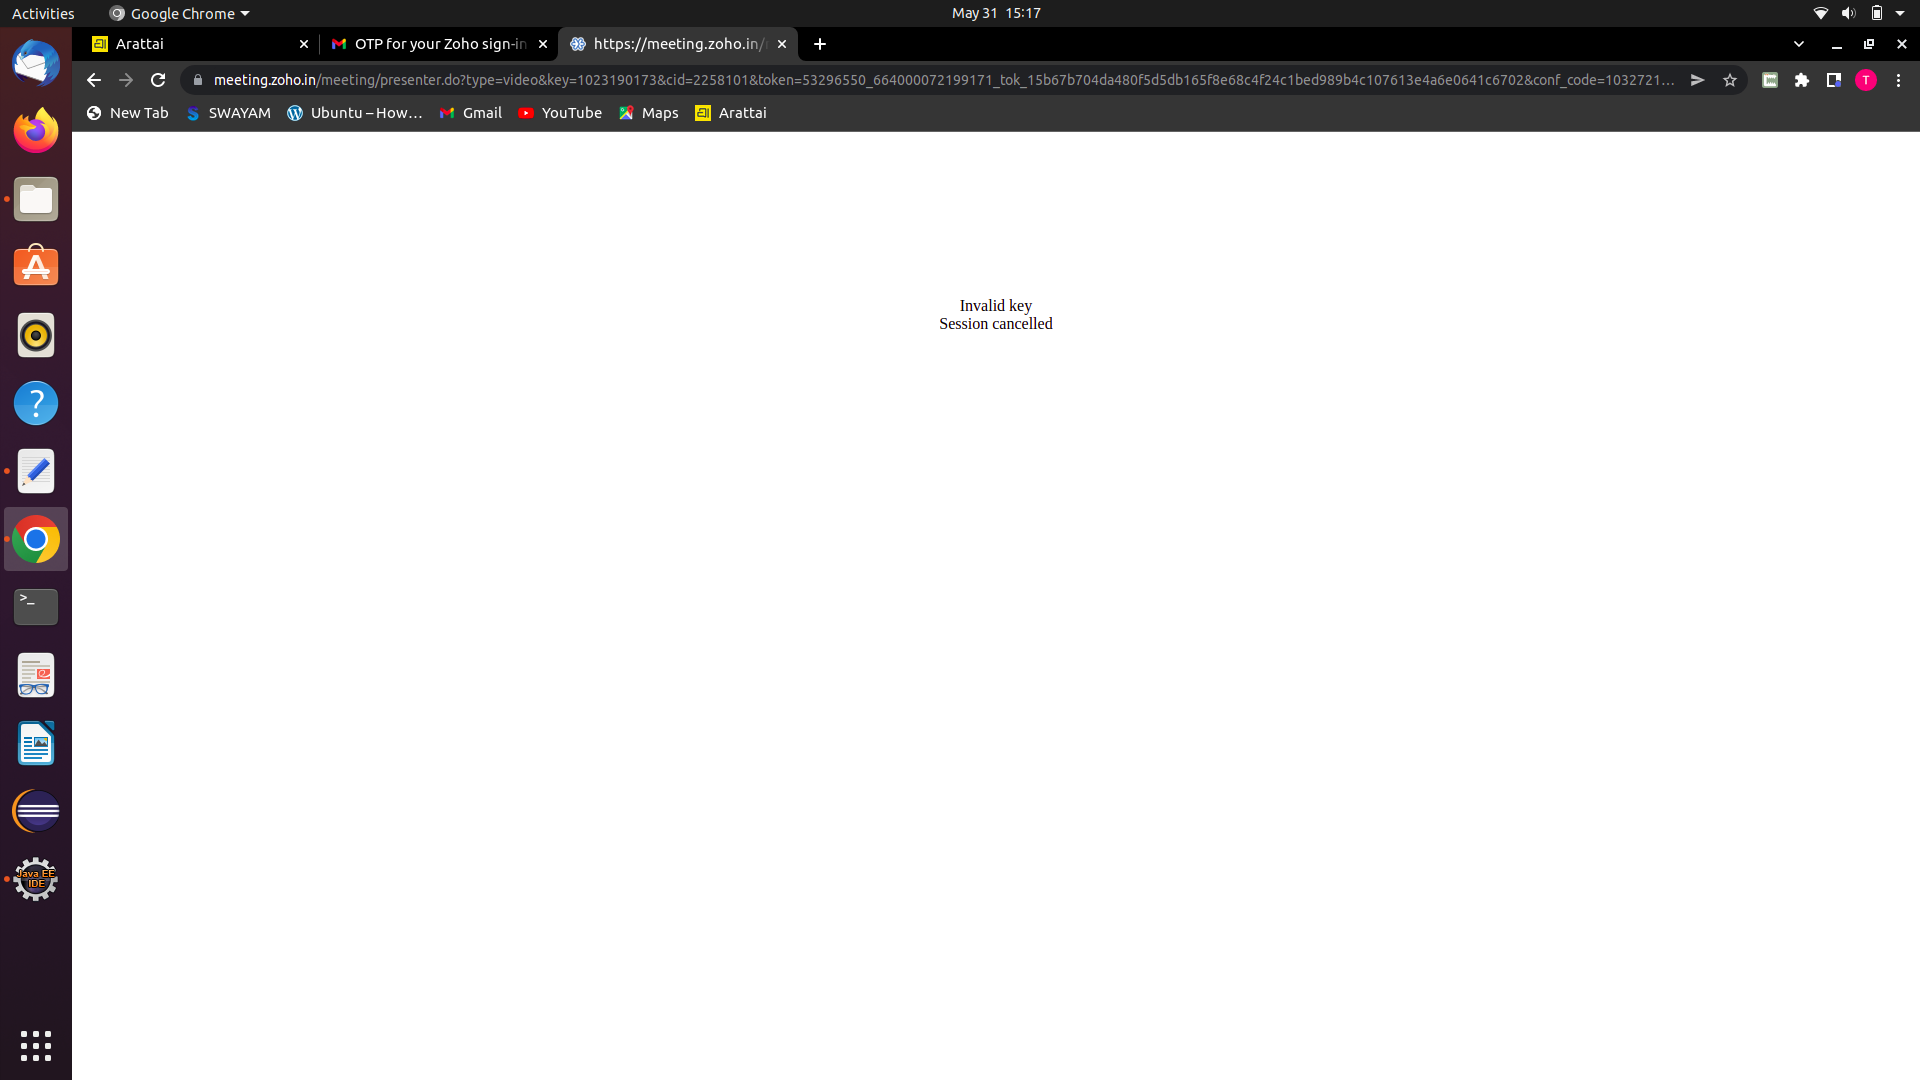 Activities
Google Chrome
May 31 15:17
Arattai
OTP for your Zoho sign-in
https://meeting.zoho.in/
meeting.zoho.in/meeting/presenter.do?type=video&key=1023190173&cid=2258101&token=53296550_664000072199171_tok_15b67b704da480f5d5db165f8e68c4f24c1bed989b4c107613e4a6e0641c6702&conf_code=1032721...
T
New Tab
SWAYAM
Ubuntu – How...
Gmail
YouTube
Maps
Arattai
Invalid key
Session cancelled
?
>_
Java EE
IDE